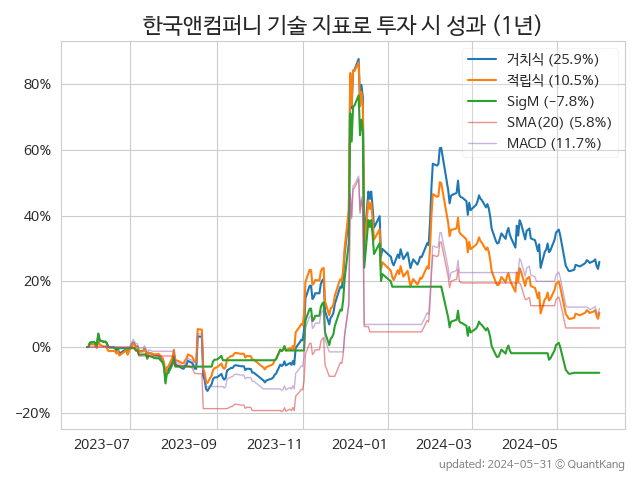 한국앤컴퍼니 기술 지표로 투자 시 성과 (1년)
거치식 (25.9%)
적립식 (10.5%)
SigM (−7.8%)
SMA(20) (5.8%)
MACD (11.7%)
80%
60%
40%
20%
0%
−20%
2023-07
2023-09
2023-11
2024-01
2024-03
2024-05
updated: 2024-05-31 © QuantKang